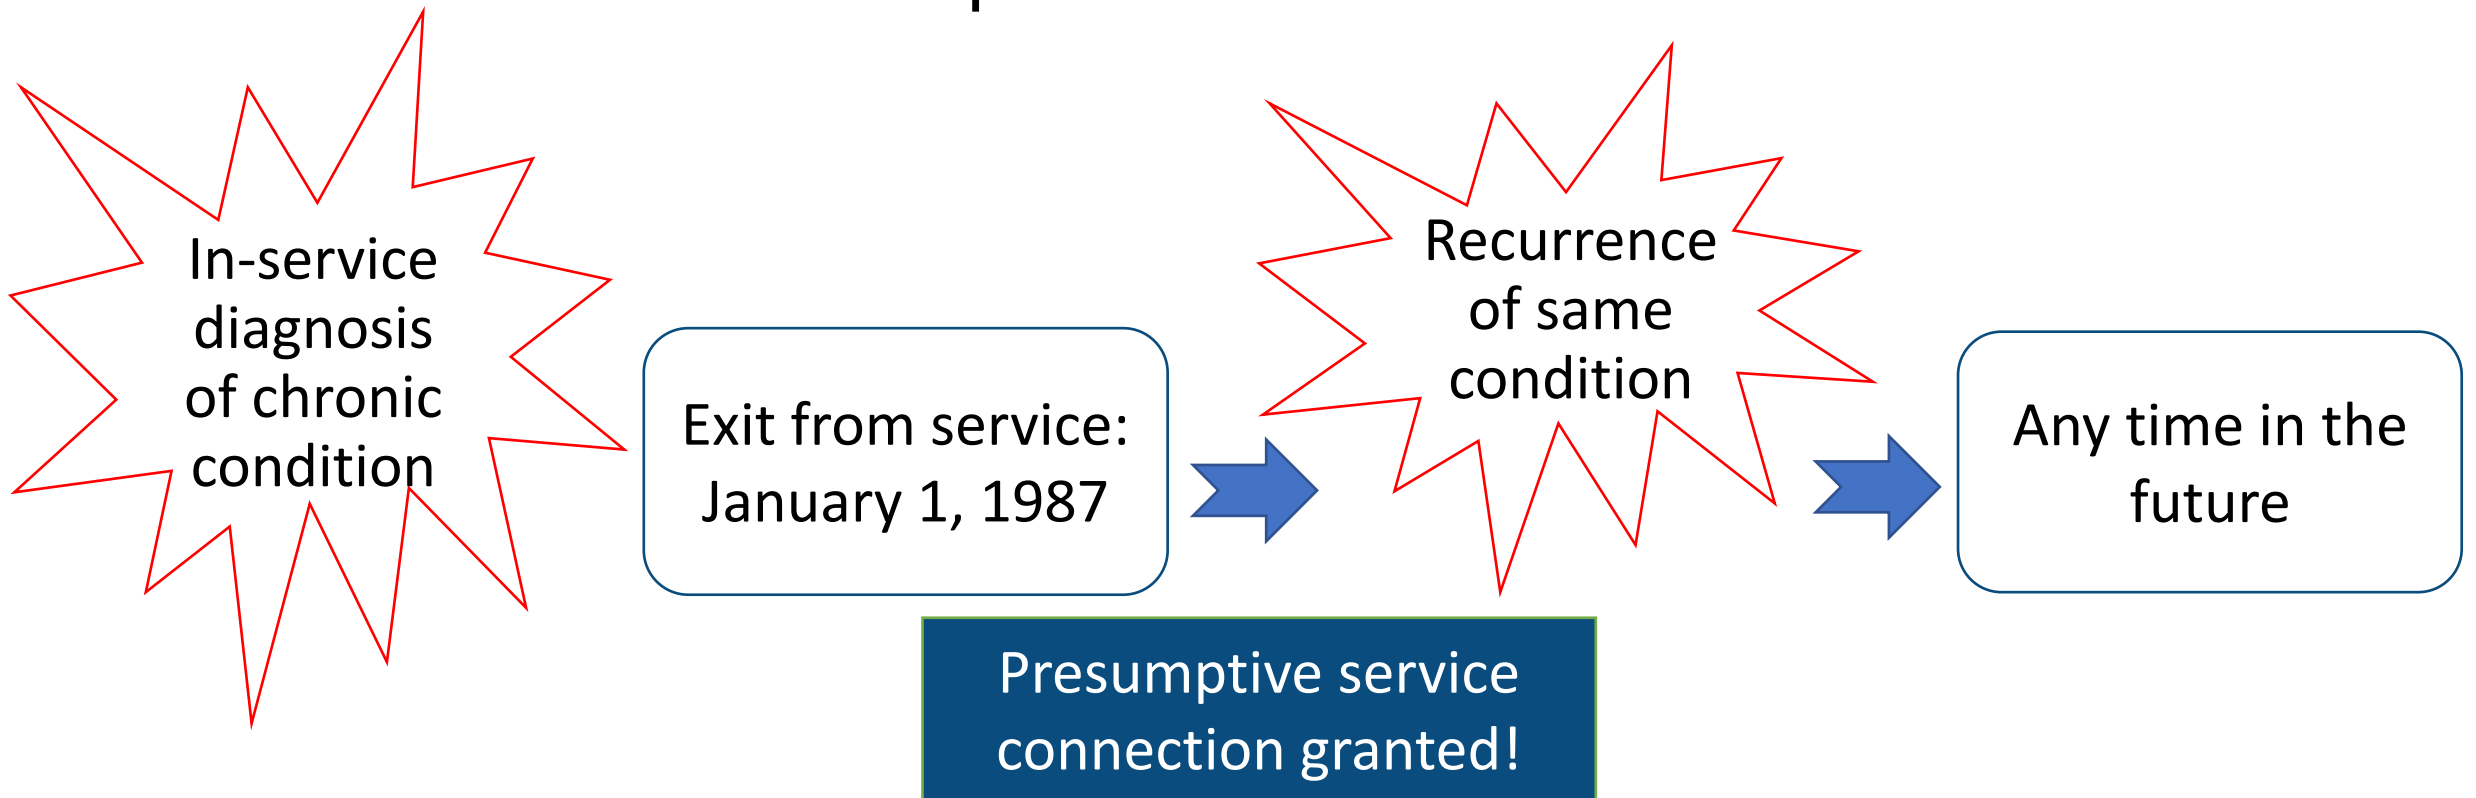 In-service
diagnosis
of chronic
condition
Exit from service:
January 1, 1987
Recurrence
of same
condition
Any time in the
future
Presumptive service
connection granted!